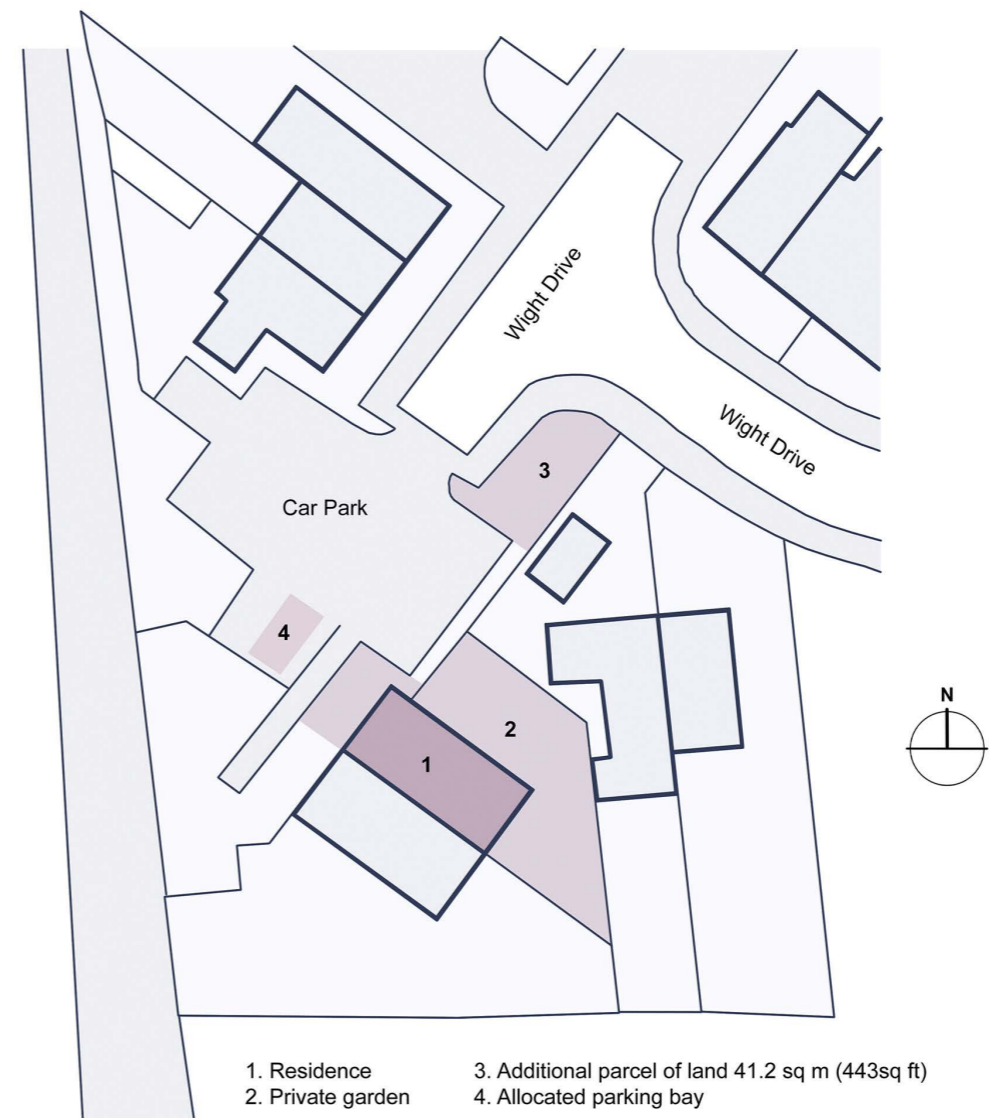 Wight Drive
Wight Drive
3
Car Park
4
2
N
1
1. Residence
2. Private garden
3. Additional parcel of land 41.2 sq m (443sq ft)
4. Allocated parking bay